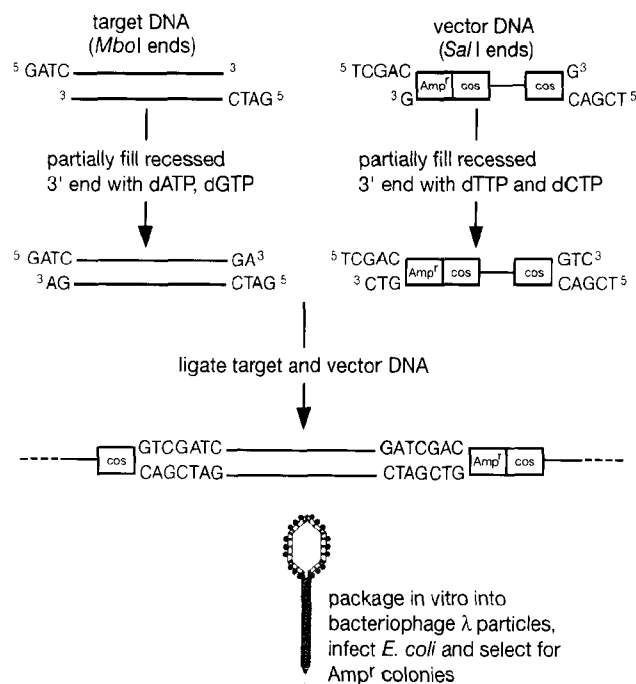 target DNA
(MboI ends)
5 GATC 3
3 CTAG 5
vector DNA
(SalI ends)
5 TCGAC Ampr cos cos G3
3 G CAGCT5
partially fill recessed
3' end with dATP, dGTP
partially fill recessed
3' end with dTTP and dCTP
5 GATC GA3
3AG CTAG5
5TCGAC Ampr cos cos GTC3
3 CTG CAGCT5
ligate target and vector DNA
cos GTCGATC GATCGAC Ampr cos
CAGCTAG CTAGCTG
package in vitro into
bacteriophage λ particles,
infect E. coli and select for
Ampr colonies